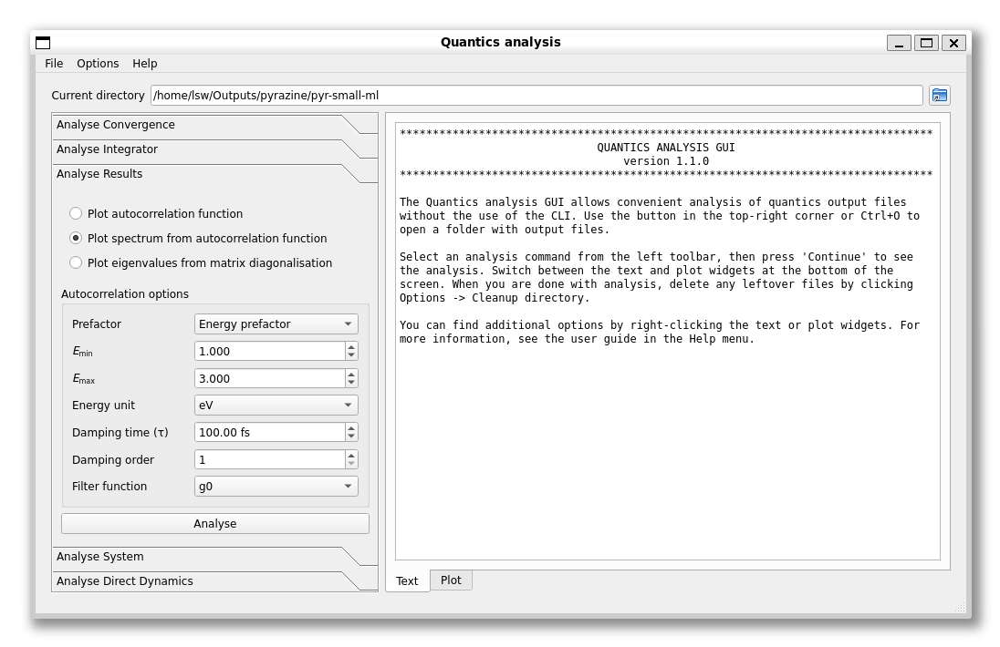 Quantics analysis
File Options Help
Current directory /home/lsw/Outputs/pyrazine/pyr-small-ml
Analyse Convergence
Analyse Integrator
Analyse Results
Plot autocorrelation function
Plot spectrum from autocorrelation function
Plot eigenvalues from matrix diagonalisation
Autocorrelation options
Prefactor Energy prefactor
Emin 1.000
Emax 3.000
Energy unit eV
Damping time (τ) 100.00 fs
Damping order 1
Filter function g0
Analyse
Analyse System
Analyse Direct Dynamics
********************************************************************************
QUANTICS ANALYSIS GUI
version 1.1.0
********************************************************************************
The Quantics analysis GUI allows convenient analysis of quantics output files
without the use of the CLI. Use the button in the top-right corner or Ctrl+O to
open a folder with output files.
Select an analysis command from the left toolbar, then press 'Continue' to see
the analysis. Switch between the text and plot widgets at the bottom of the
screen. When you are done with analysis, delete any leftover files by clicking
Options -> Cleanup directory.
You can find additional options by right-clicking the text or plot widgets. For
more information, see the user guide in the Help menu.
Text Plot